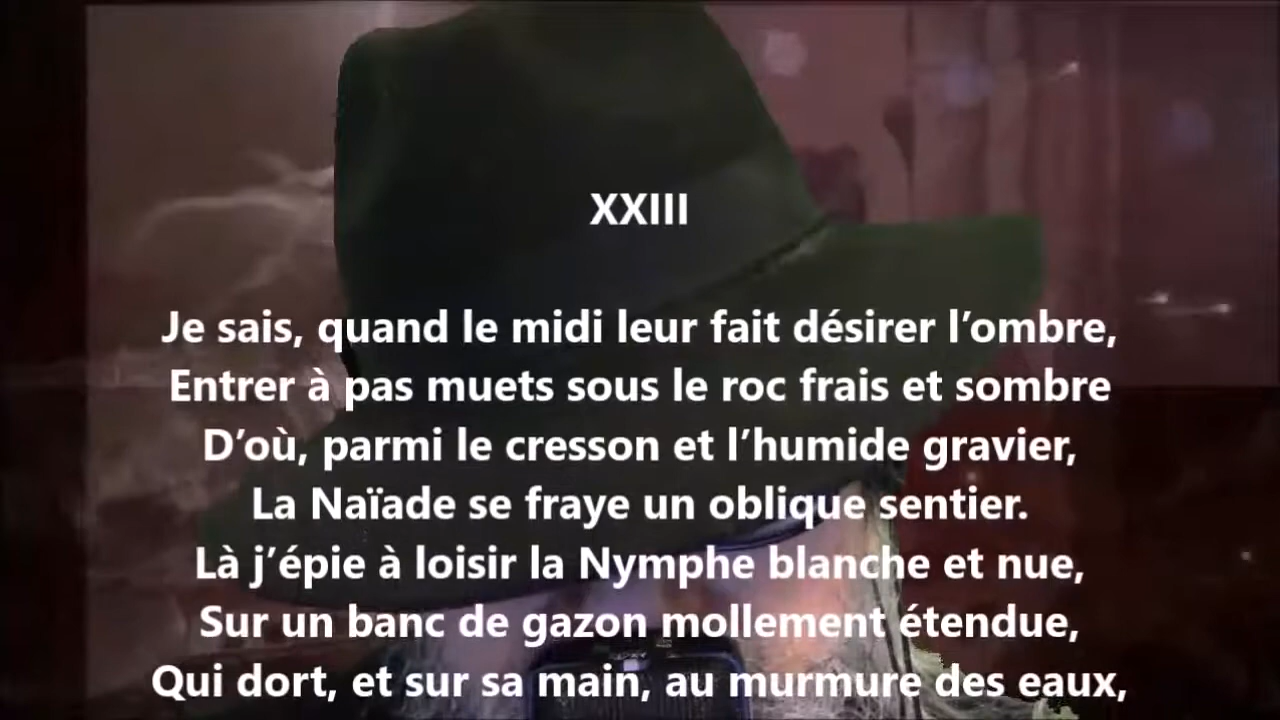 XXIII
Je sais, quand le midi leur fait désirer l’ombre,
Entrer à pas muets sous le roc frais et sombre
D’où, parmi le cresson et l’humide gravier,
La Naïade se fraye un oblique sentier.
Là j’épie à loisir la Nymphe blanche et nue,
Sur un banc de gazon mollement étendue,
Qui dort, et sur sa main, au murmure des eaux,